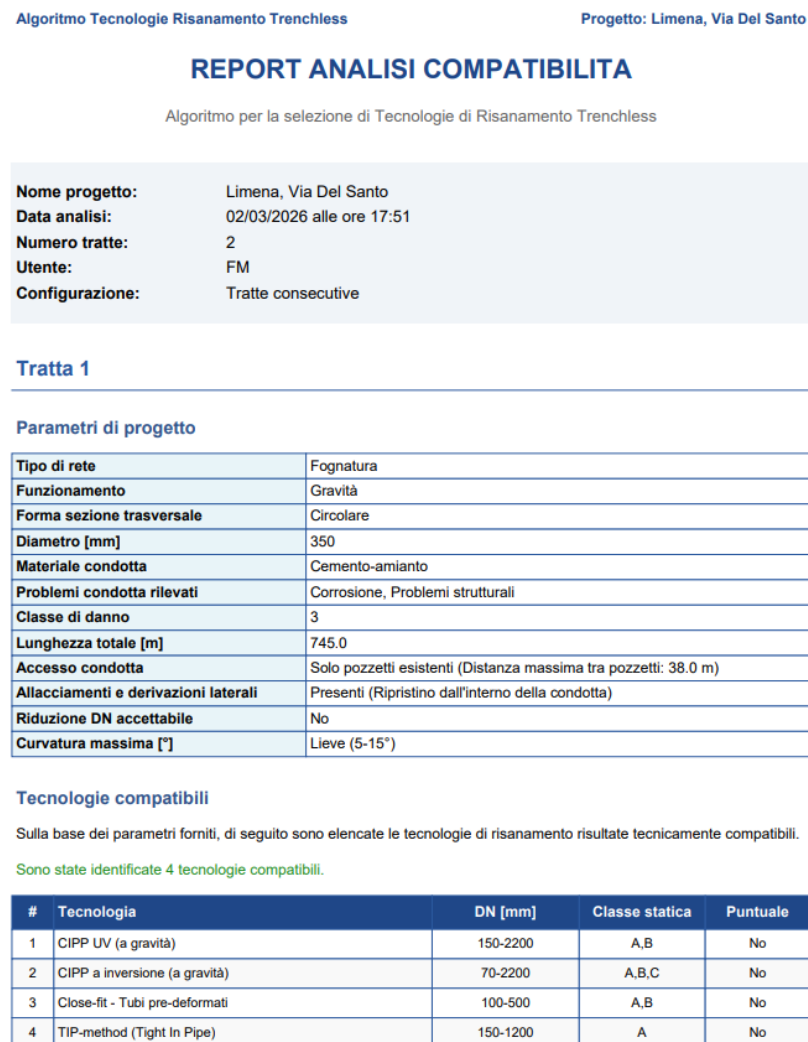 Algoritmo Tecnologie Risanamento Trenchless Progetto: Limena, Via Del Santo
REPORT ANALISI COMPATIBILITA
Algoritmo per la selezione di Tecnologie di Risanamento Trenchless
Nome progetto: Limena, Via Del Santo
Data analisi: 02/03/2026 alle ore 17:51
Numero tratte: 2
Utente: FM
Configurazione: Tratte consecutive
Tratta 1
Parametri di progetto
Tipo di rete Fognatura
Funzionamento Gravità
Forma sezione trasversale Circolare
Diametro [mm] 350
Materiale condotta Cemento-amianto
Problemi condotta rilevati Corrosione, Problemi strutturali
Classe di danno 3
Lunghezza totale [m] 745.0
Accesso condotta Solo pozzetti esistenti (Distanza massima tra pozzetti: 38.0 m)
Allacciamenti e derivazioni laterali Presenti (Ripristino dall'interno della condotta)
Riduzione DN accettabile No
Curvatura massima [°] Lieve (5-15°)
Tecnologie compatibili
Sulla base dei parametri forniti, di seguito sono elencate le tecnologie di risanamento risultate tecnicamente compatibili.
Sono state identificate 4 tecnologie compatibili.
# Tecnologia DN [mm] Classe statica Puntuale
1 CIPP UV (a gravità) 150-2200 A,B No
2 CIPP a inversione (a gravità) 70-2200 A,B,C No
3 Close-fit - Tubi pre-deformati 100-500 A,B No
4 TIP-method (Tight In Pipe) 150-1200 A No